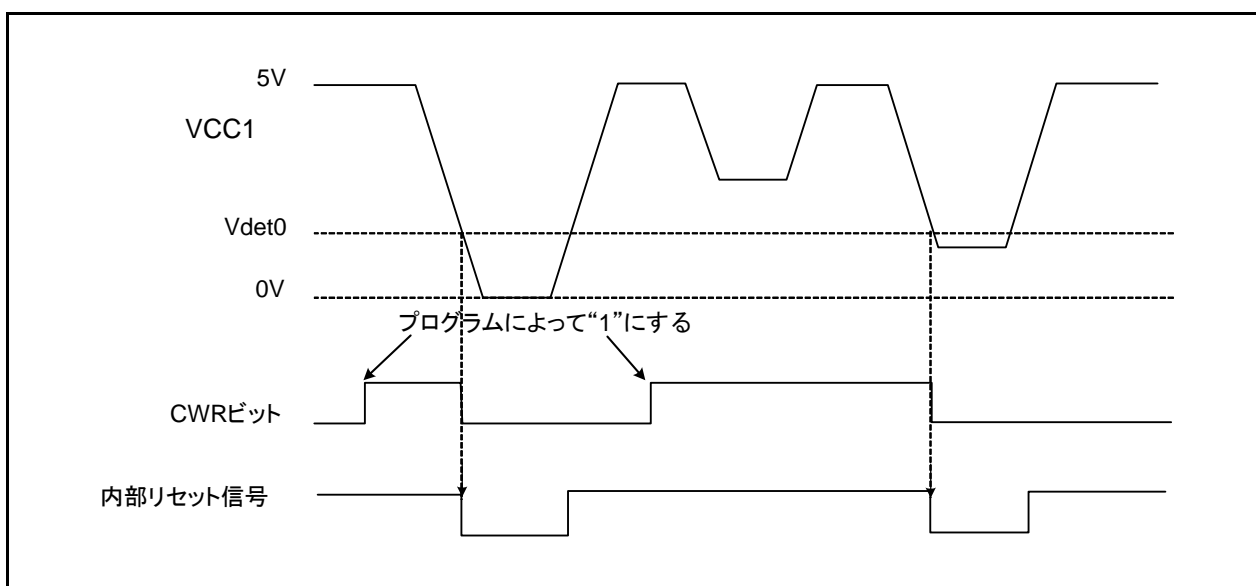 5V
VCC1
Vdet0
0V
プログラムによって“1”にする
CWRビット
内部リセット信号